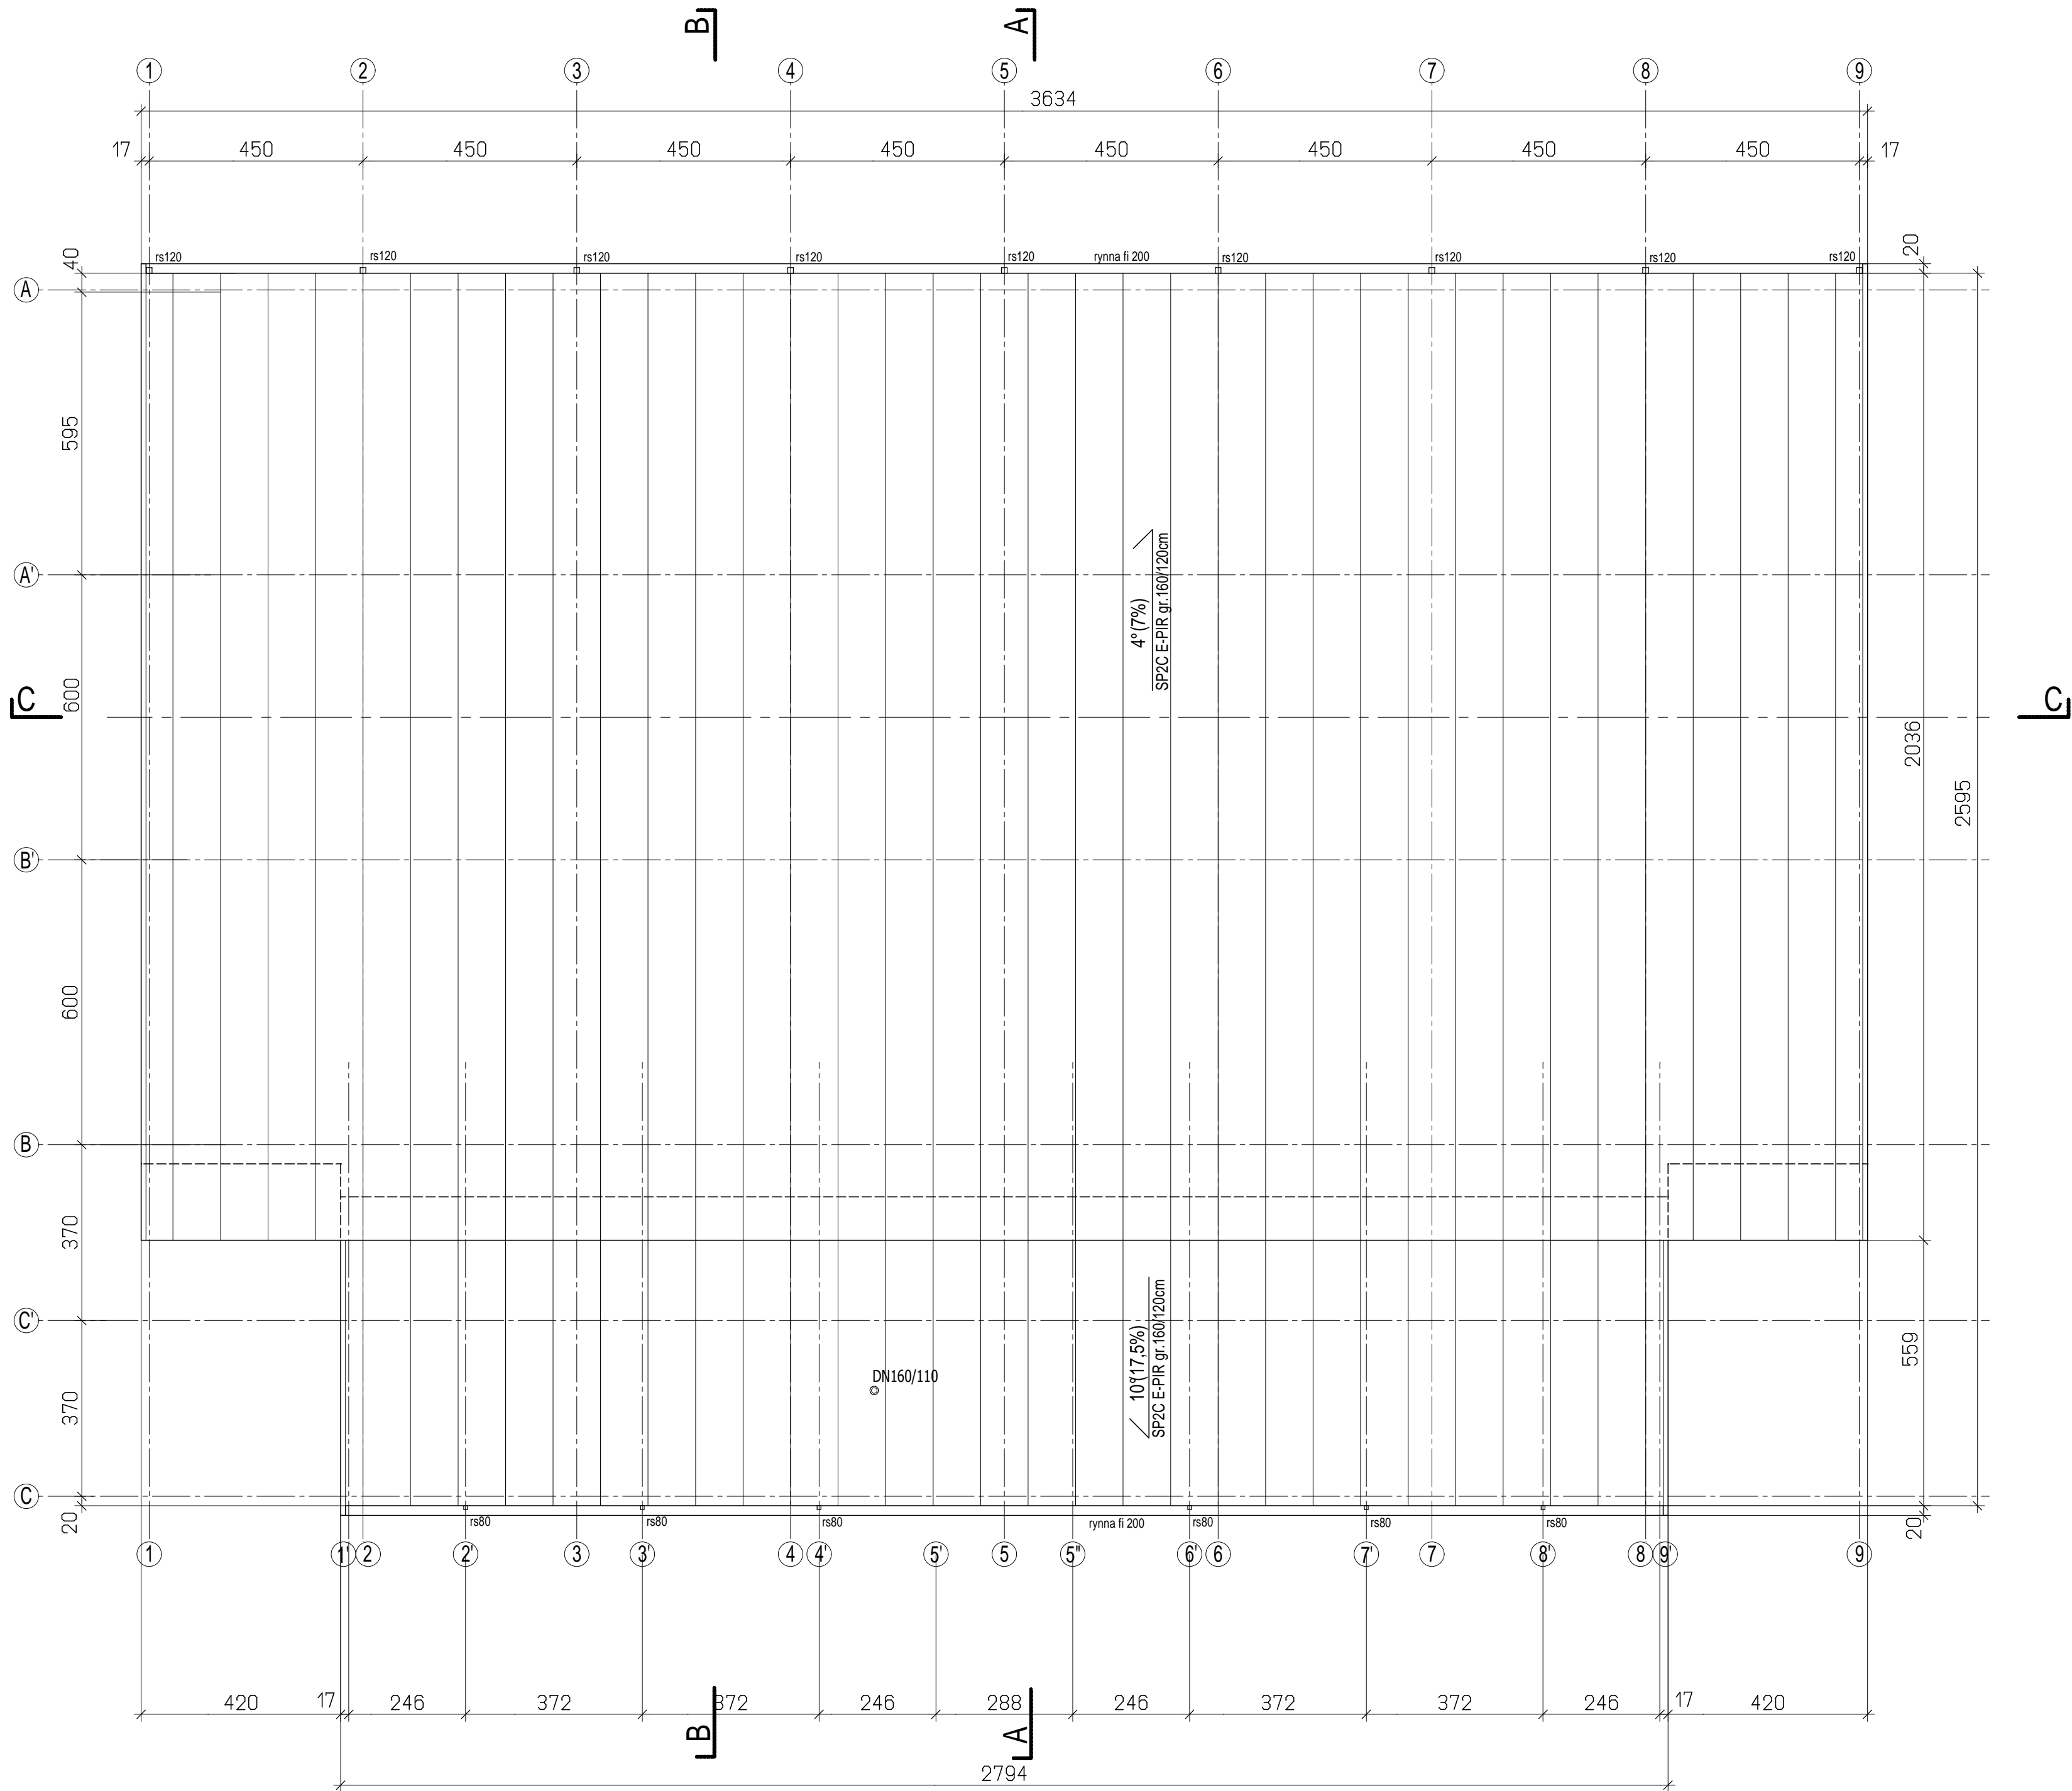 B A
1 2 3 4 5 6 7 8 9
3634
17 450 450 450 450 450 450 450 450 17
40 20
rs120 rs120 rs120 rs120 rs120 rynna fi 200 rs120 rs120 rs120 rs120
A
595
4° (7%)
SP2C E-PIR gr.160/120cm
A'
600
C C
2036
2595
B'
600
B
370
C'
10°(17,5%)
SP2C E-PIR gr.160/120cm
559
DN160/110
370
C
20 20
rs80 rs80 rs80 rynna fi 200 rs80 rs80 rs80
1 1' 2 2' 3 3' 4 4' 5' 5 5" 6' 6 7' 7 8' 8 9' 9
420 17 246 372 372 246 288 246 372 372 246 17 420
B A
2794